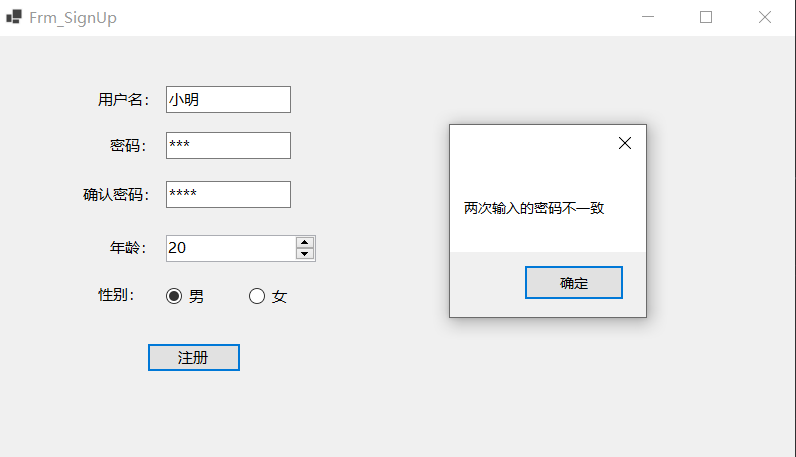 Frm_SignUp
用户名： 小明
密码： ***
确认密码： ****
年龄： 20
性别： 男 女
注册
两次输入的密码不一致
确定